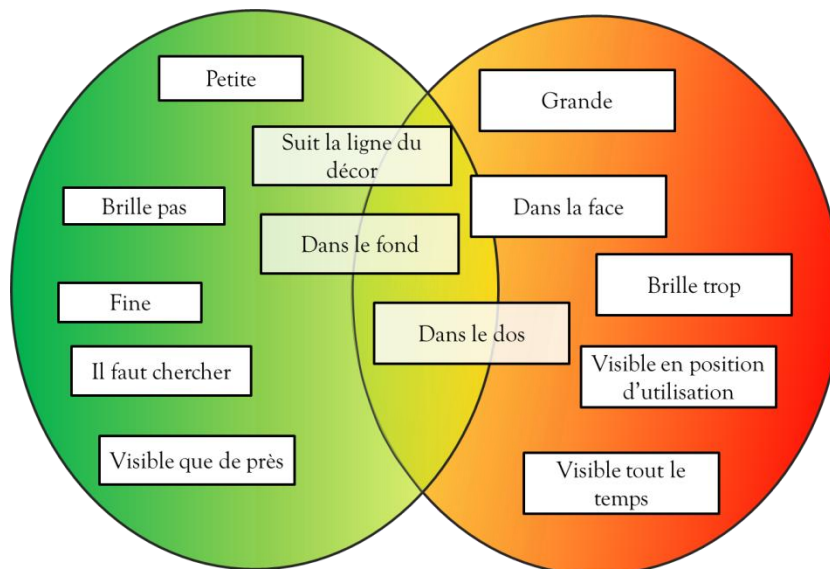 Petite
Grande
Suit la ligne du
décor
Brille pas
Dans la face
Dans le fond
Brille trop
Fine
Dans le dos
Il faut chercher
Visible en position
d'utilisation
Visible que de près
Visible tout le
temps